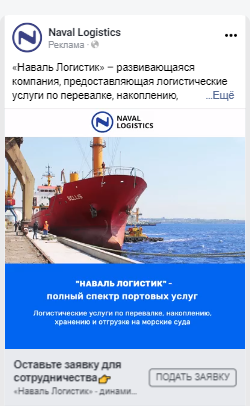 Naval Logistics
Реклама
«Наваль Логистик» – развивающаяся
компания, предоставляющая логистические
услуги по перевалке, накоплению,
...Ещё
NAVAL
LOGISTICS
"НАВАЛЬ ЛОГИСТИК" -
полный спектр портовых услуг
Логистические услуги по перевалке, накоплению,
хранению и отгрузке на морские суда
Оставьте заявку для
сотрудничества👉
«Наваль Логистик» - динами...
ПОДАТЬ ЗАЯВКУ